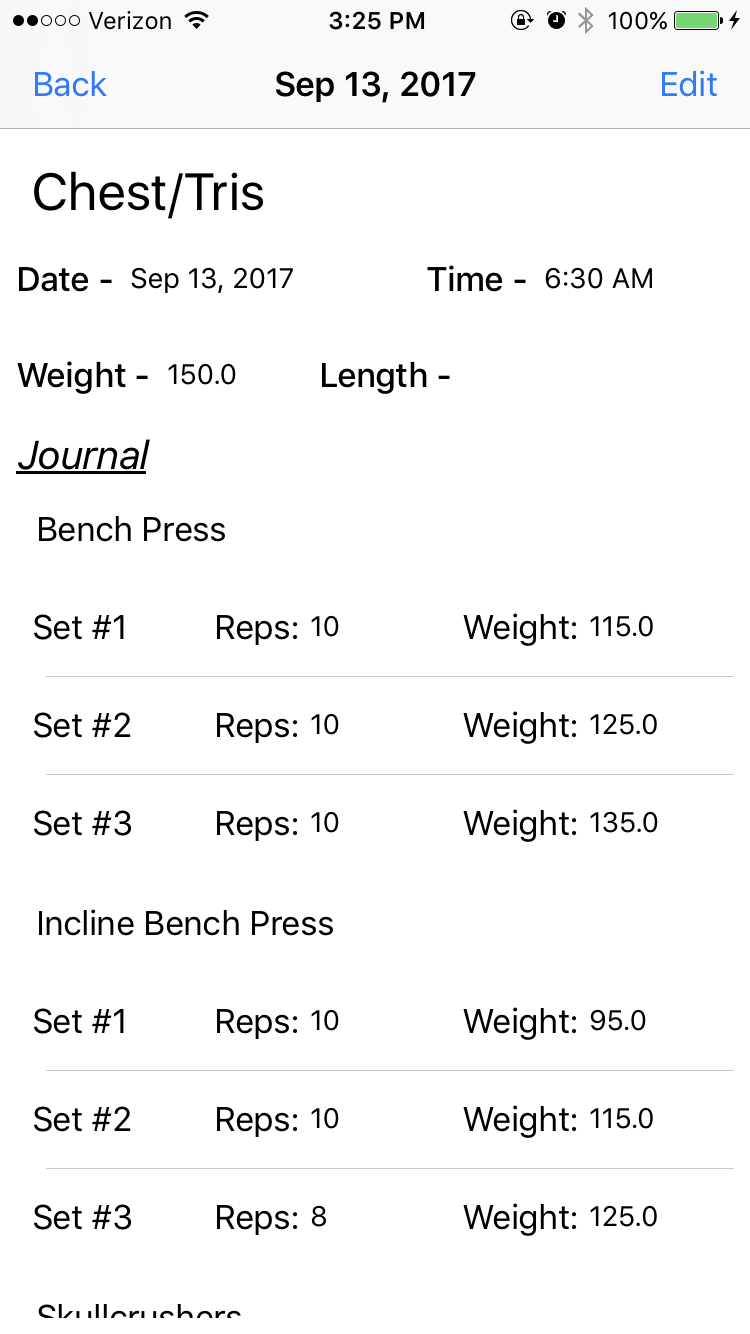 Verizon 3:25 PM 100%
Back Sep 13, 2017 Edit
Chest/Tris
Date - Sep 13, 2017 Time - 6:30 AM
Weight - 150.0 Length -
Journal
Bench Press
Set #1 Reps: 10 Weight: 115.0
Set #2 Reps: 10 Weight: 125.0
Set #3 Reps: 10 Weight: 135.0
Incline Bench Press
Set #1 Reps: 10 Weight: 95.0
Set #2 Reps: 10 Weight: 115.0
Set #3 Reps: 8 Weight: 125.0
Skullcrushers